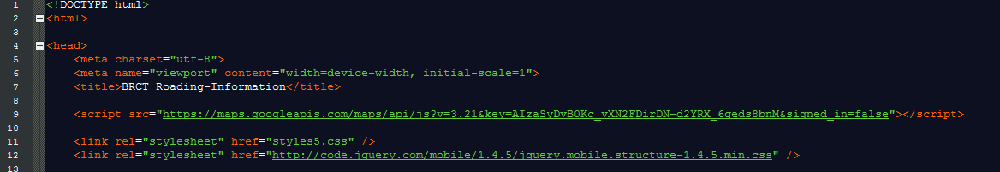 1 <!DOCTYPE html>
2 <html>
3
4 <head>
5 <meta charset="utf-8">
6 <meta name="viewport" content="width=device-width, initial-scale=1">
7 <title>BRCT Roading-Information</title>
8
9 <script src="https://maps.googleapis.com/maps/api/js?v=3.21&key=AIzaSyDvB0Kc_vXN2FDirDN-d2YRX_6qeds8bnM&signed_in=false"></script>
10
11 <link rel="stylesheet" href="styles5.css" />
12 <link rel="stylesheet" href="http://code.jquery.com/mobile/1.4.5/jquery.mobile.structure-1.4.5.min.css" />
13